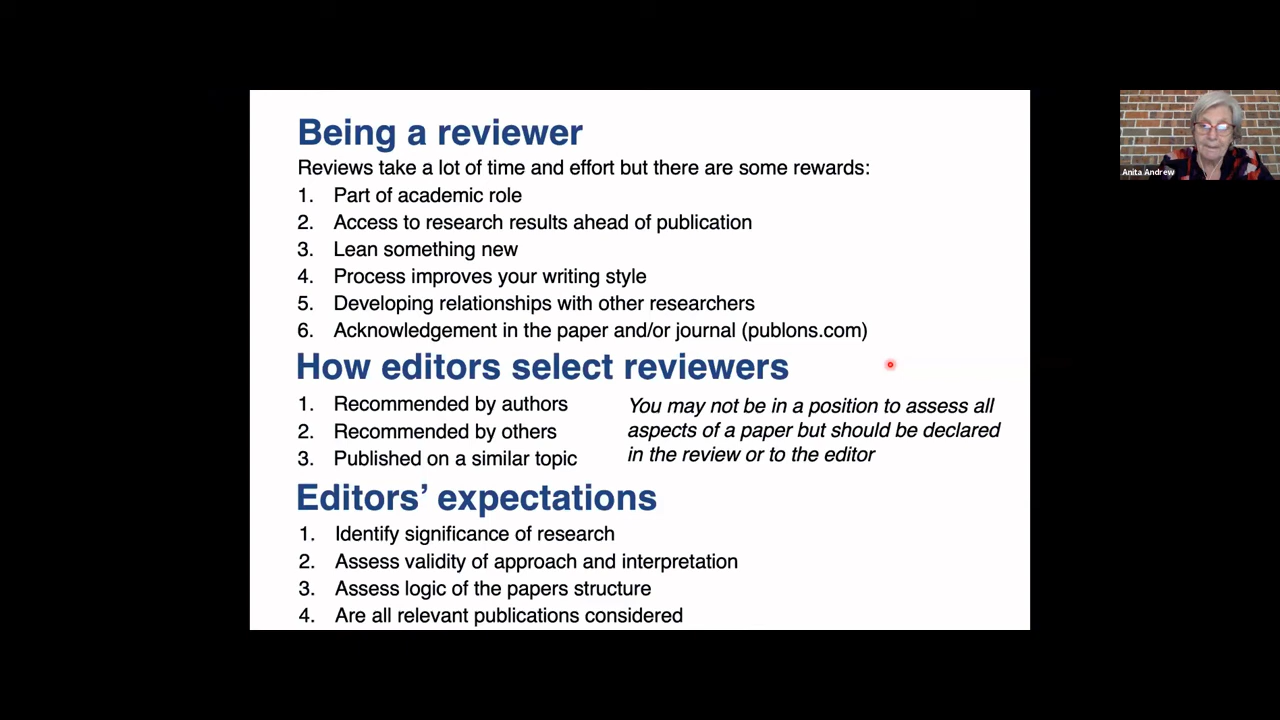 Being a reviewer
Reviews take a lot of time and effort but there are some rewards:
1. Part of academic role
2. Access to research results ahead of publication
3. Lean something new
4. Process improves your writing style
5. Developing relationships with other researchers
6. Acknowledgement in the paper and/or journal (publons.com)
How editors select reviewers
1. Recommended by authors
2. Recommended by others
3. Published on a similar topic
You may not be in a position to assess all
aspects of a paper but should be declared
in the review or to the editor
Editors’ expectations
1. Identify significance of research
2. Assess validity of approach and interpretation
3. Assess logic of the papers structure
4. Are all relevant publications considered
Anita Andrew